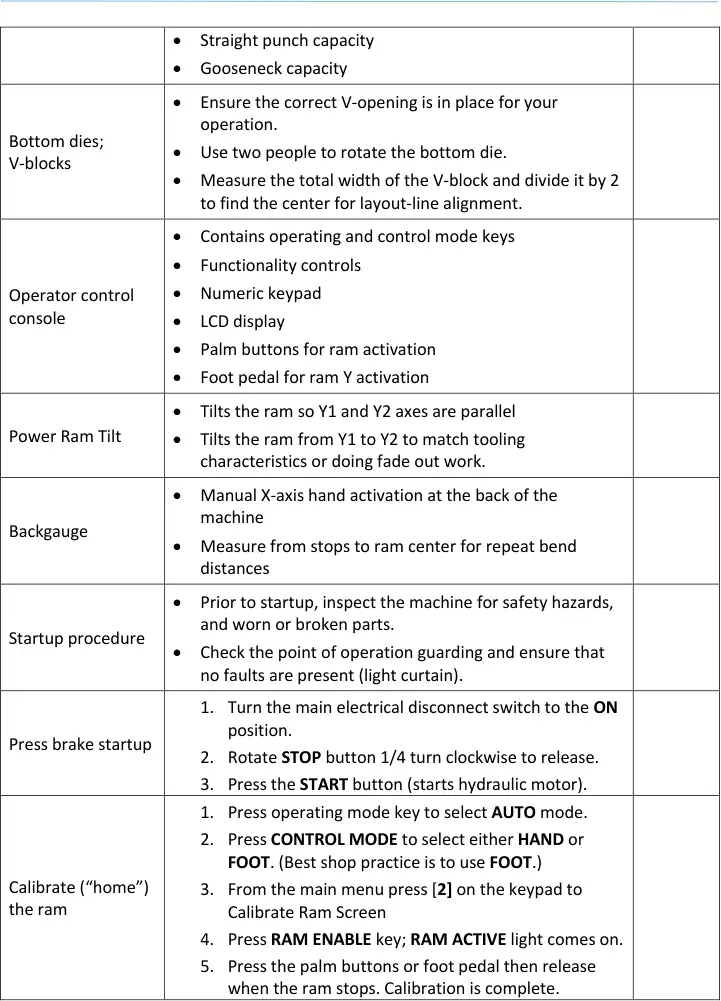 • Straight punch capacity
• Gooseneck capacity
Bottom dies;
V-blocks
• Ensure the correct V-opening is in place for your
operation.
• Use two people to rotate the bottom die.
• Measure the total width of the V-block and divide it by 2
to find the center for layout-line alignment.
Operator control
console
• Contains operating and control mode keys
• Functionality controls
• Numeric keypad
• LCD display
• Palm buttons for ram activation
• Foot pedal for ram Y activation
Power Ram Tilt
• Tilts the ram so Y1 and Y2 axes are parallel
• Tilts the ram from Y1 to Y2 to match tooling
characteristics or doing fade out work.
Backgauge
• Manual X-axis hand activation at the back of the
machine
• Measure from stops to ram center for repeat bend
distances
Startup procedure
• Prior to startup, inspect the machine for safety hazards,
and worn or broken parts.
• Check the point of operation guarding and ensure that
no faults are present (light curtain).
Press brake startup
1. Turn the main electrical disconnect switch to the ON
position.
2. Rotate STOP button 1/4 turn clockwise to release.
3. Press the START button (starts hydraulic motor).
Calibrate (“home”)
the ram
1. Press operating mode key to select AUTO mode.
2. Press CONTROL MODE to select either HAND or
FOOT. (Best shop practice is to use FOOT.)
3. From the main menu press [2] on the keypad to
Calibrate Ram Screen
4. Press RAM ENABLE key; RAM ACTIVE light comes on.
5. Press the palm buttons or foot pedal then release
when the ram stops. Calibration is complete.